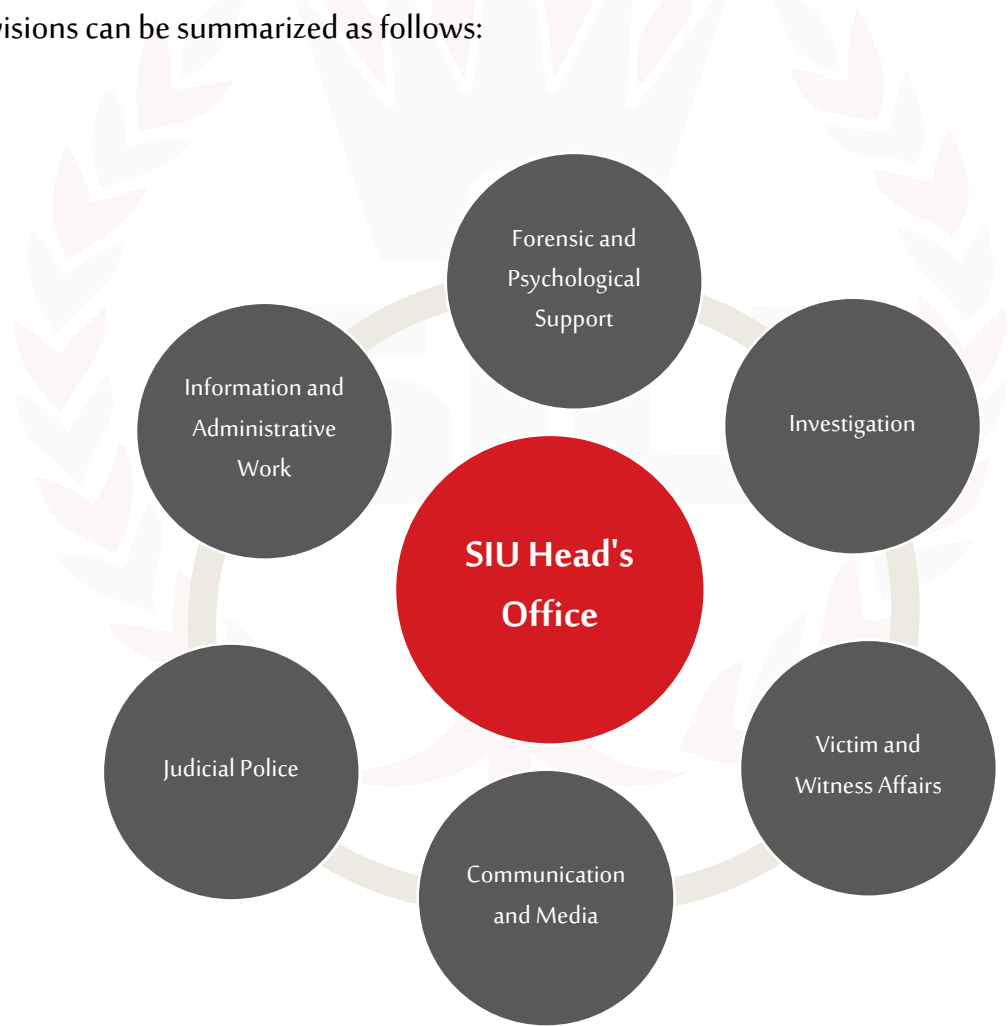 visions can be summarized as follows:
Forensic and
Psychological
Support
Information and
Administrative
Work
Investigation
SIU Head's
Office
Judicial Police
Victim and
Witness Affairs
Communication
and Media